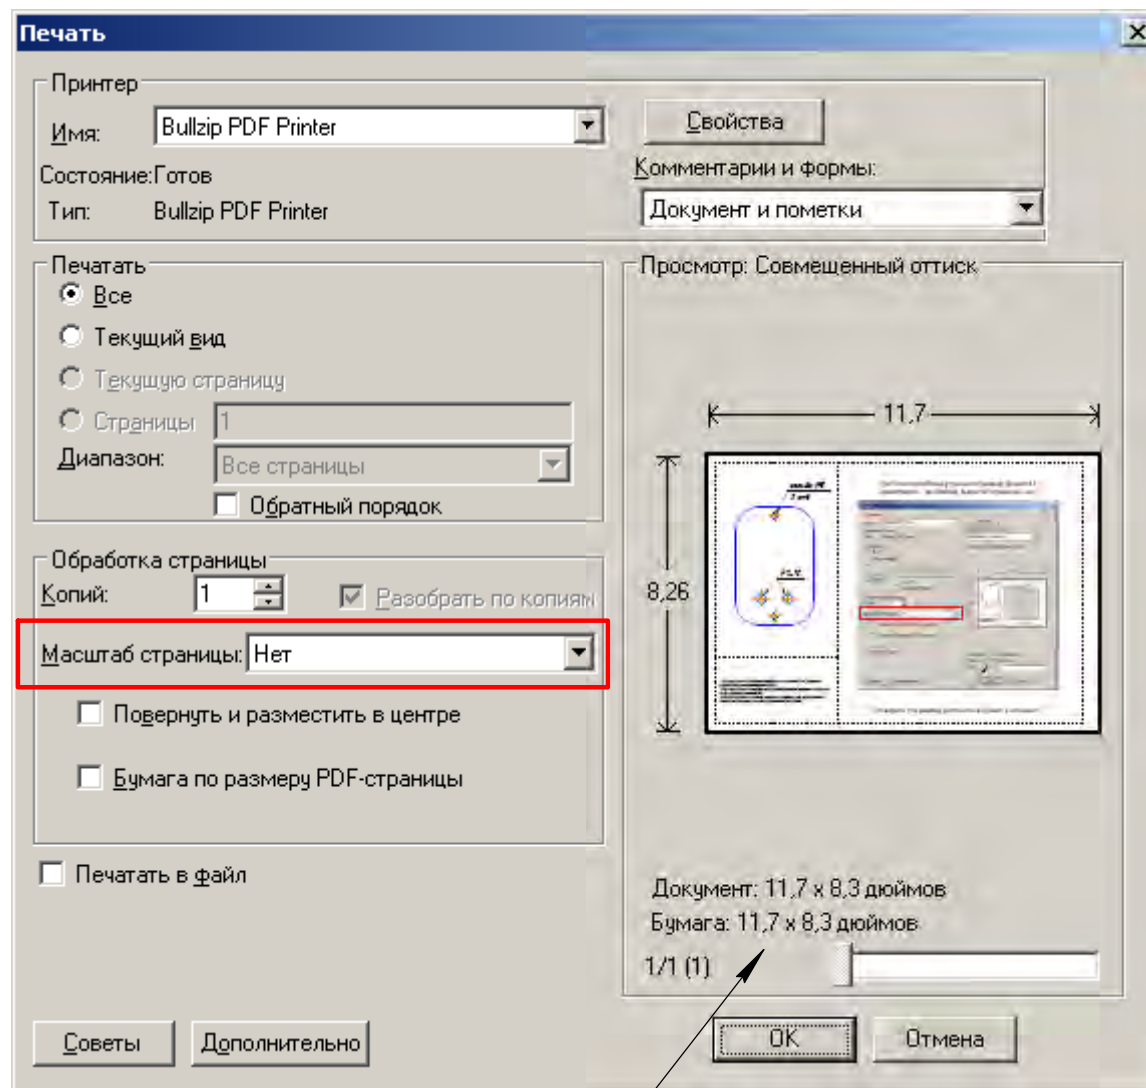 Печать
Принтер
Имя: Bullzip PDF Printer
Свойства
Состояние:Готов
Комментарии и формы:
Тип: Bullzip PDF Printer
Документ и пометки
Печатать
Все
Текущий вид
Текущую страницу
Страницы 1
Диапазон: Все страницы
Обратный порядок
Обработка страницы
Копий: 1 Разобрать по копиям
Масштаб страницы: Нет
Повернуть и разместить в центре
Бумага по размеру PDF-страницы
Печатать в файл
Просмотр: Совмещенный оттиск
11,7
8,26
Документ: 11,7 x 8,3 дюймов
Бумага: 11,7 x 8,3 дюймов
1/1 (1)
Советы Дополнительно OK Отмена